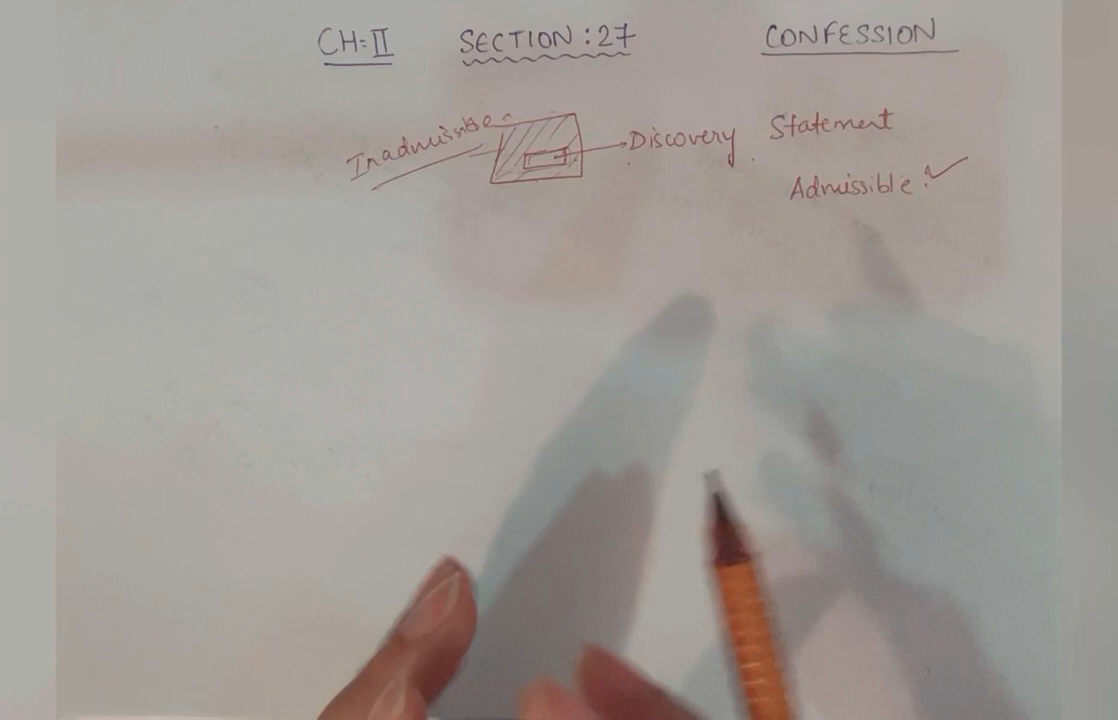 CH=II SECTION : 27 CONFESSION
Inadmissible Discovery Statement
Admissible ✓